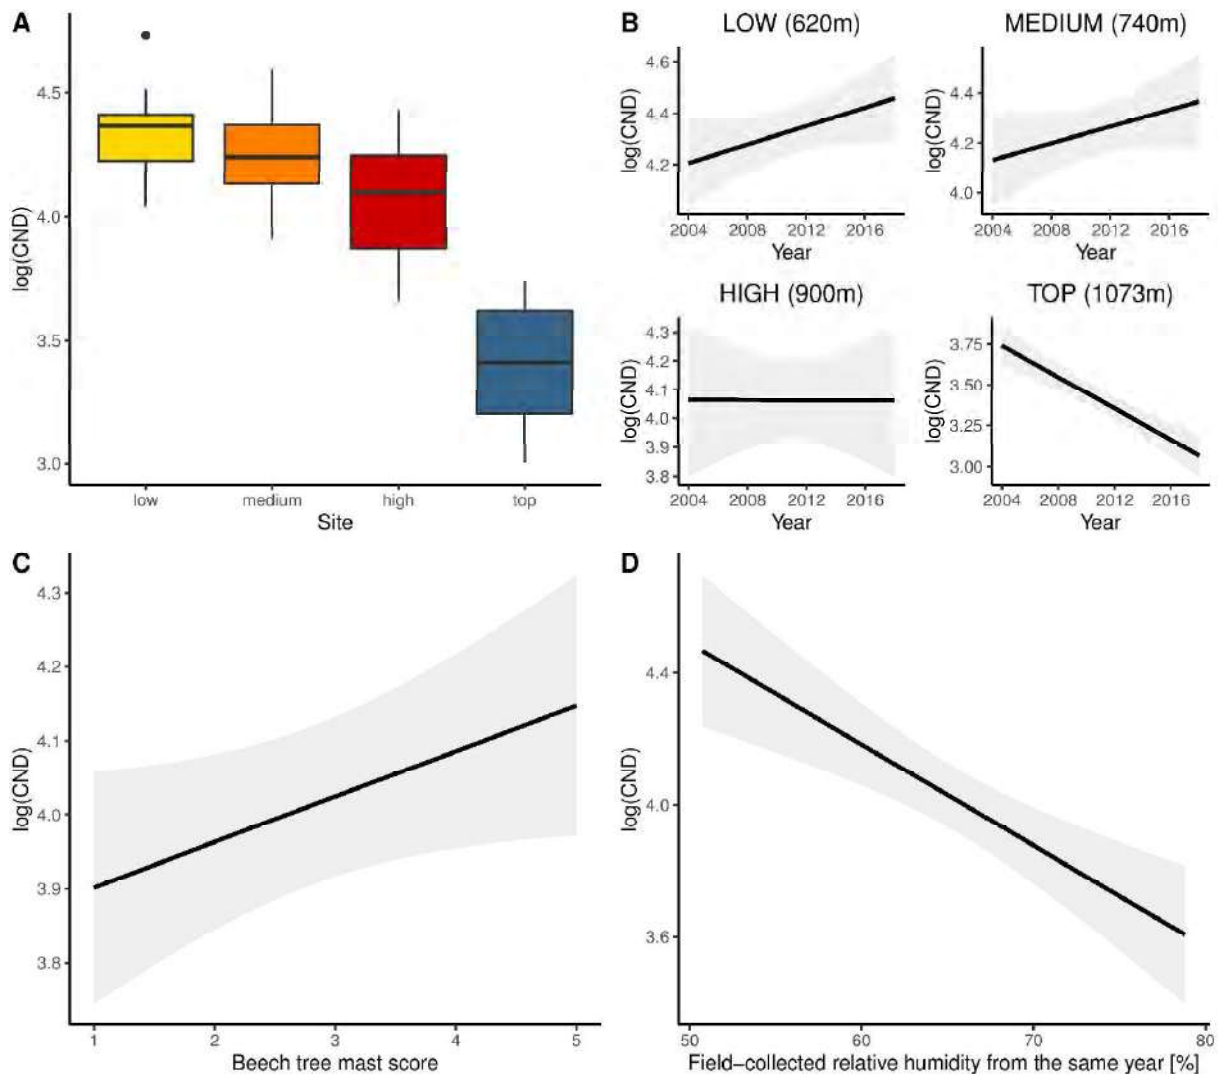 A
log(CND)
4.5
4.0
3.5
3.0
low medium high top
Site
B
LOW (620m)
log(CND)
4.6
4.4
4.2
2004 2008 2012 2016
Year
MEDIUM (740m)
log(CND)
4.4
4.2
4.0
2004 2008 2012 2016
Year
HIGH (900m)
log(CND)
4.3
4.2
4.1
4.0
3.9
3.8
2004 2008 2012 2016
Year
TOP (1073m)
log(CND)
3.75
3.50
3.25
3.00
2004 2008 2012 2016
Year
C
log(CND)
4.3
4.2
4.1
4.0
3.9
3.8
1 2 3 4 5
Beech tree mast score
D
log(CND)
4.4
4.0
3.6
50 60 70 80
Field−collected relative humidity from the same year [%]